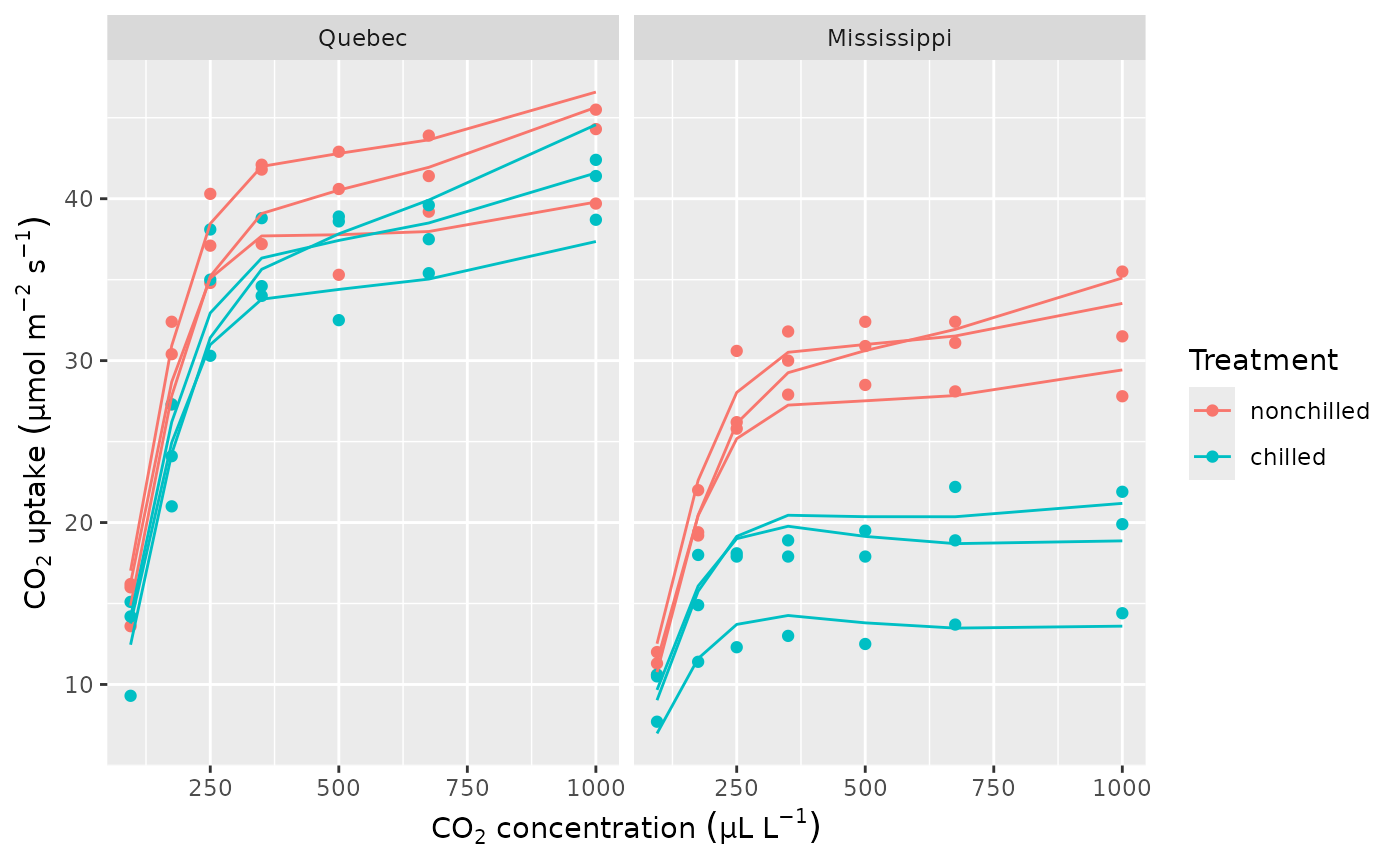 Quebec
Mississippi
CO₂ uptake (μmol m⁻² s⁻¹)
40
30
20
10
250
500
750
1000
250
500
750
1000
CO₂ concentration (μL L⁻¹)
Treatment
nonchilled
chilled